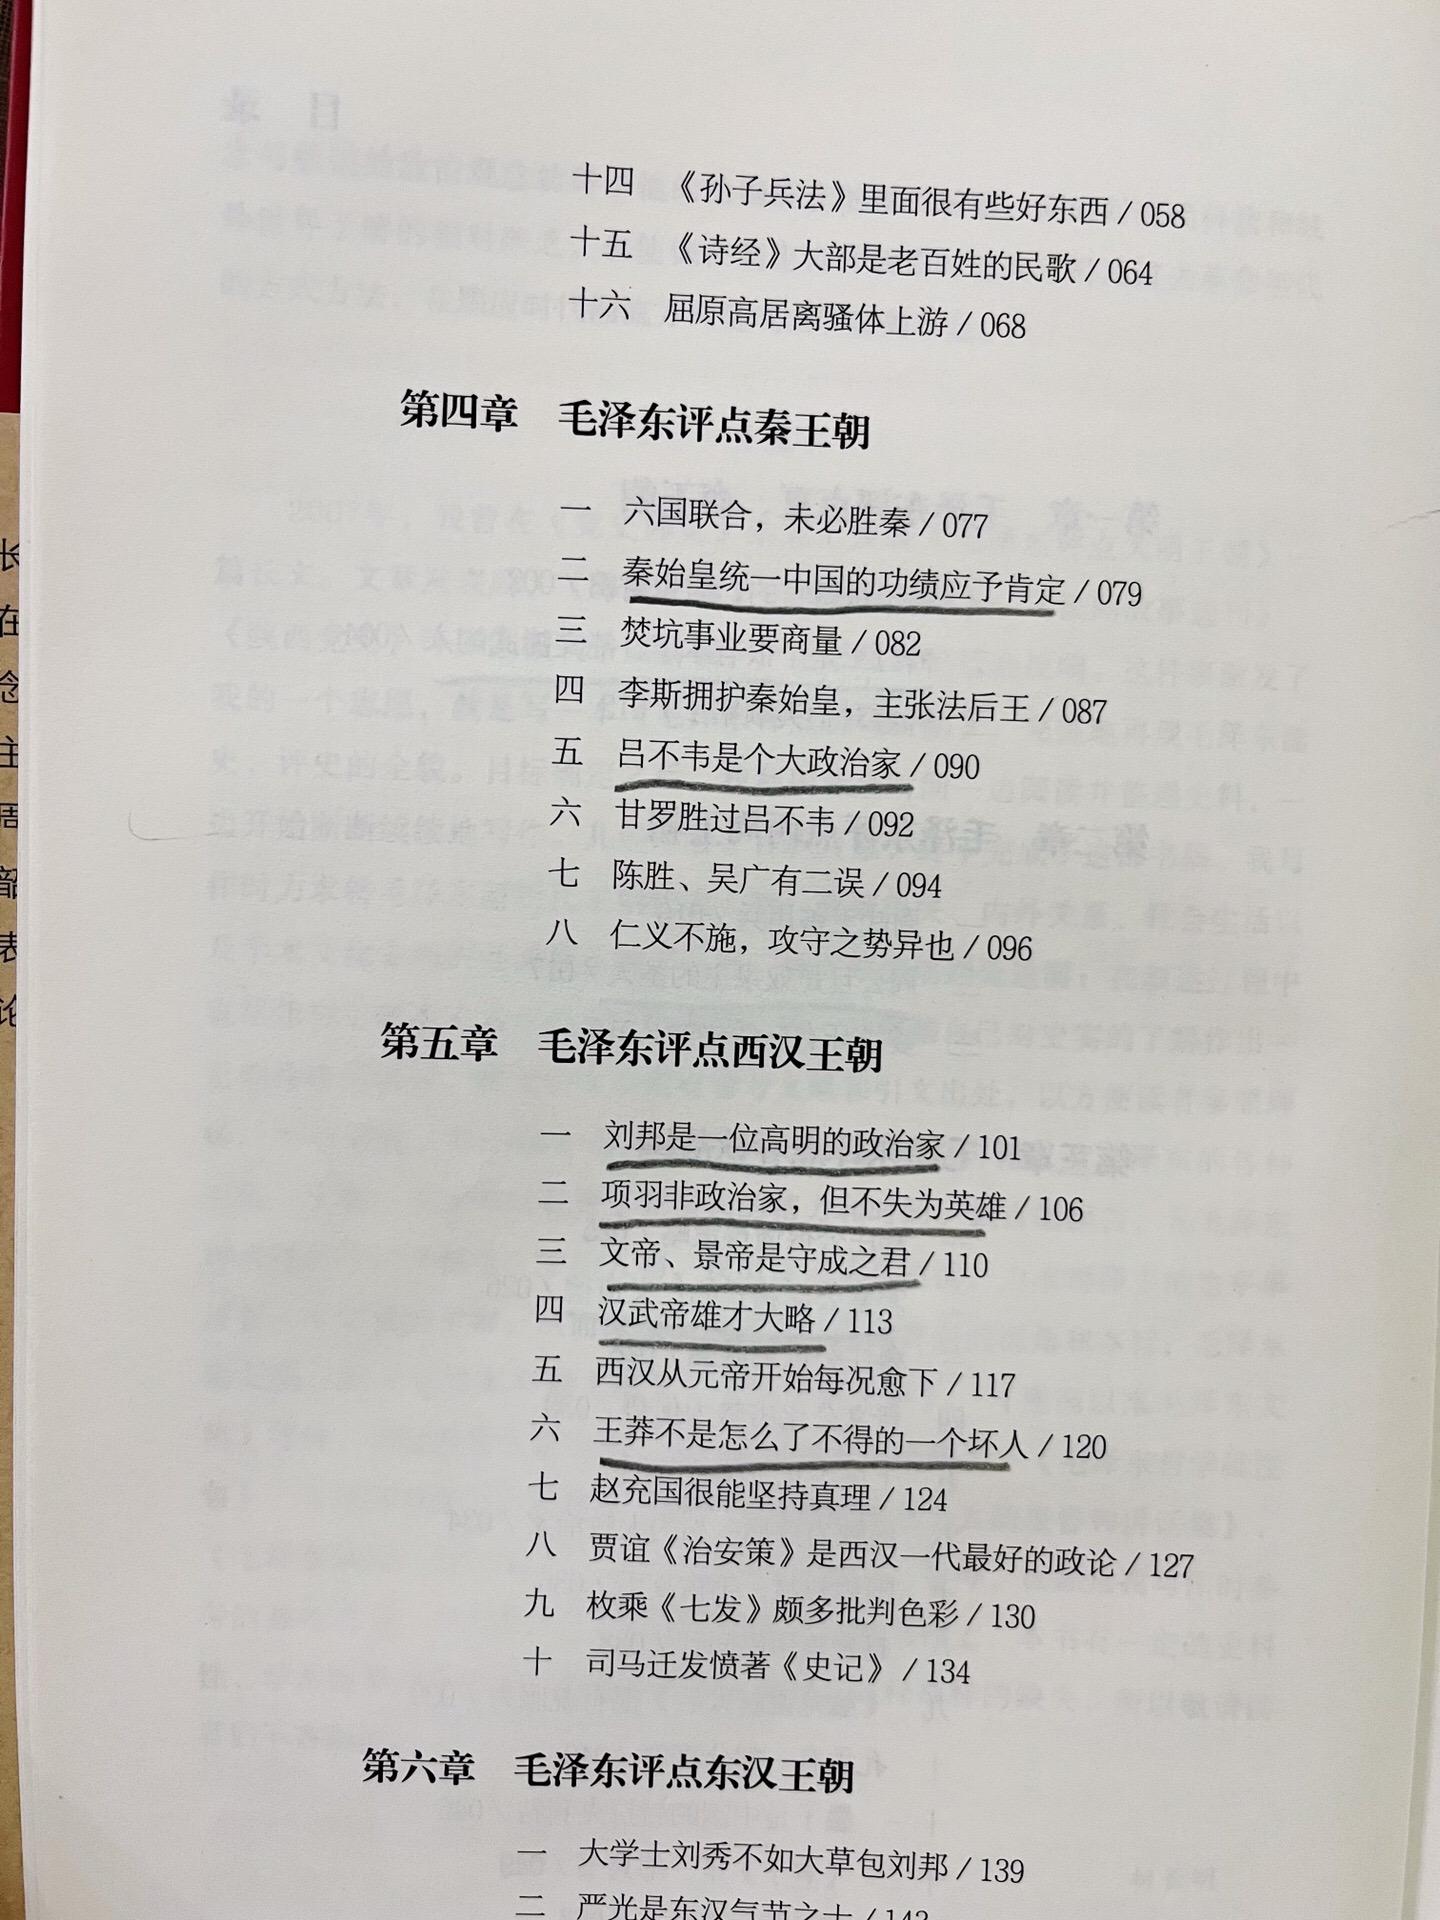 十四 《孙子兵法》里面很有些好东西 / 058
十五 《诗经》大部是老百姓的民歌 / 064
十六 屈原高居离骚体上游 / 068
第四章 毛泽东评点秦王朝
一 六国联合，未必胜秦 / 077
二 秦始皇统一中国的功绩应予肯定 / 079
三 焚坑事业要商量 / 082
四 李斯拥护秦始皇，主张法后王 / 087
五 吕不韦是个大政治家 / 090
六 甘罗胜过吕不韦 / 092
七 陈胜、吴广有二误 / 094
八 仁义不施，攻守之势异也 / 096
第五章 毛泽东评点西汉王朝
一 刘邦是一位高明的政治家 / 101
二 项羽非政治家，但不失为英雄 / 106
三 文帝、景帝是守成之君 / 110
四 汉武帝雄才大略 / 113
五 西汉从元帝开始每况愈下 / 117
六 王莽不是怎么了不得的一个坏人 / 120
七 赵充国很能坚持真理 / 124
八 贾谊《治安策》是西汉一代最好的政论 / 127
九 枚乘《七发》颇多批判色彩 / 130
十 司马迁发愤著《史记》 / 134
第六章 毛泽东评点东汉王朝
一 大学士刘秀不如大草包刘邦 / 139
二 严光是东汉气节之士 / 142